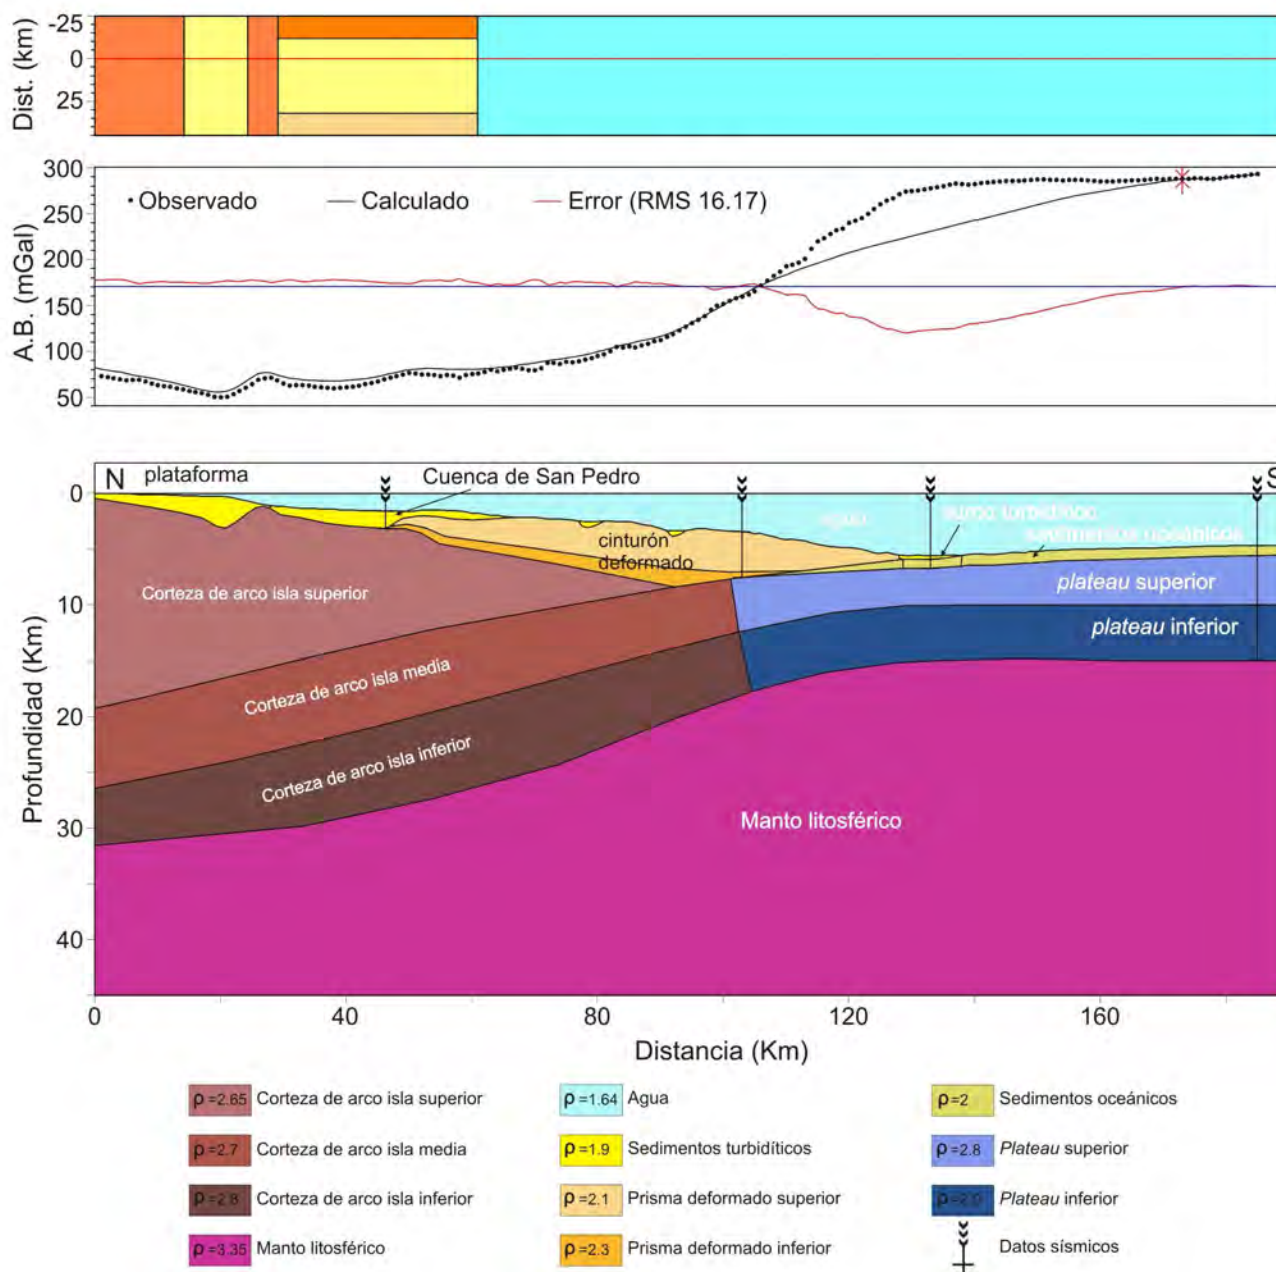 Dist. (km)
-25
0
25
A.B. (mGal)
300
250
200
150
100
50
Observado
Calculado
Error (RMS 16.17)
Profundidad (Km)
0
10
20
30
40
N
plataforma
Cuenca de San Pedro
S
agua
surco turbidítico
sedimentos oceánicos
cinturón
deformado
Corteza de arco isla superior
plateau superior
plateau inferior
Corteza de arco isla media
Corteza de arco isla inferior
Manto litosférico
0
40
80
120
160
Distancia (Km)
ρ=2.65 Corteza de arco isla superior
ρ=1.64 Agua
ρ=2 Sedimentos oceánicos
ρ=2.7 Corteza de arco isla media
ρ=1.9 Sedimentos turbidíticos
ρ=2.8 Plateau superior
ρ=2.8 Corteza de arco isla inferior
ρ=2.1 Prisma deformado superior
Plateau inferior
ρ=3.35 Manto litosférico
ρ=2.3 Prisma deformado inferior
Datos sísmicos